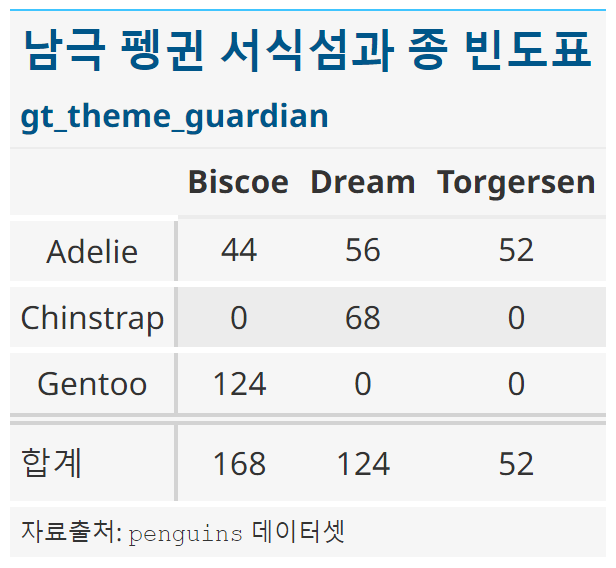 남극 펭귄 서식섬과 종 빈도표
gt_theme_guardian
Biscoe Dream Torgersen
Adelie 44 56 52
Chinstrap 0 68 0
Gentoo 124 0 0
합계 168 124 52
자료출처: penguins 데이터셋